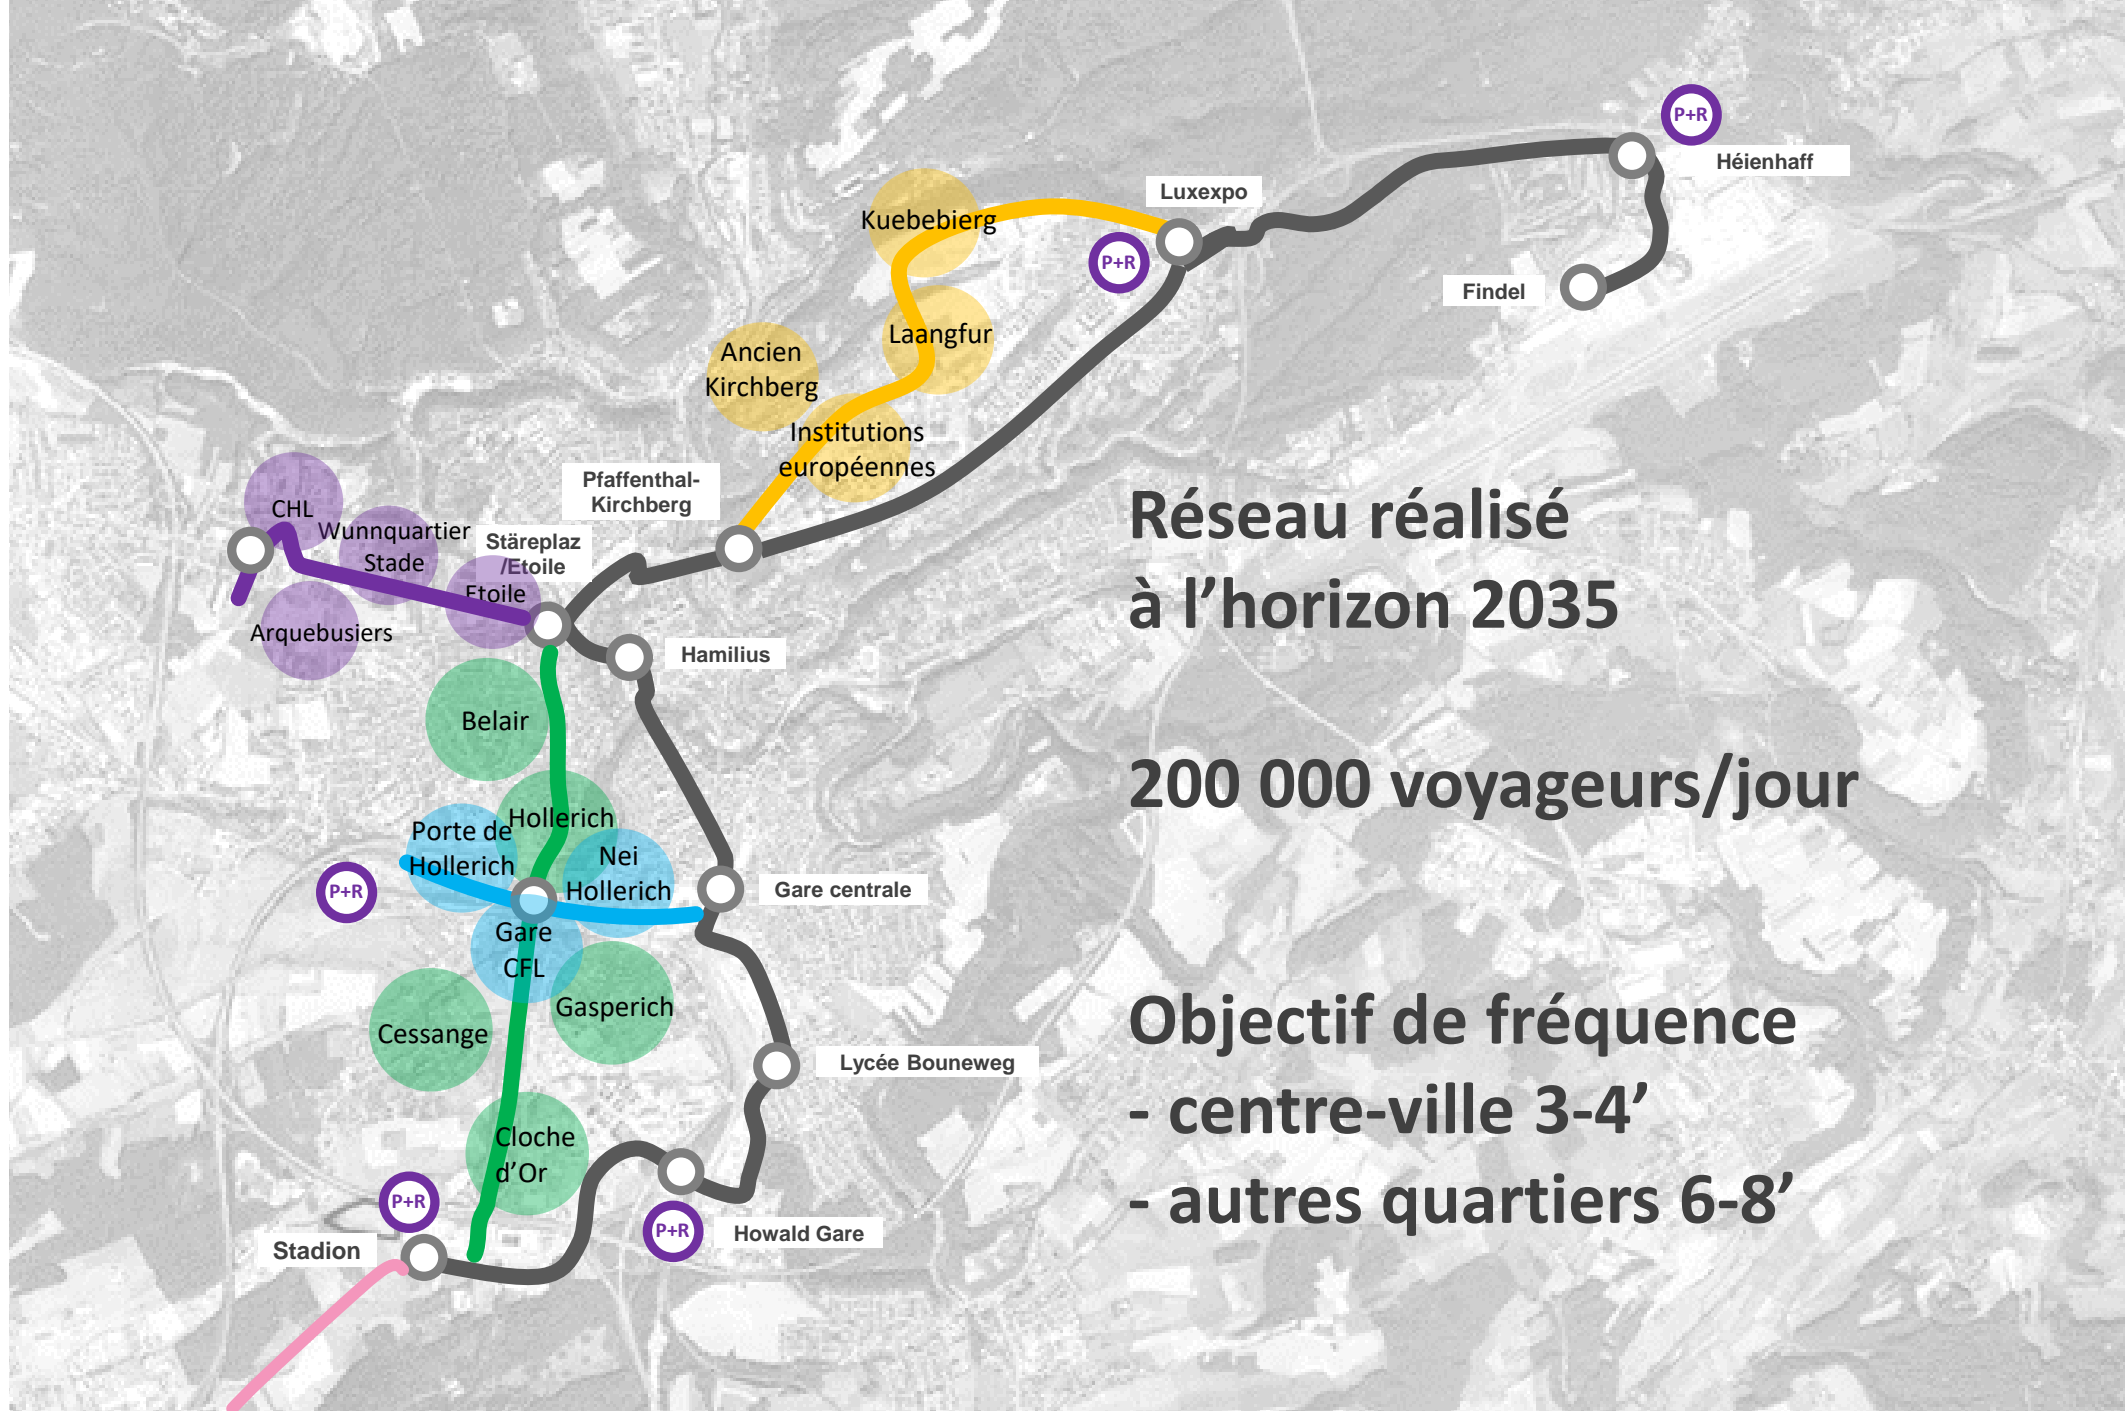 P+R
Héienhaff
Luxexpo
Kuebebierg
P+R
Findel
Laangfur
Ancien
Kirchberg
Institutions
européennes
Pfaffenthal-
Kirchberg
CHL
Wunnquartier
Stade
Stäreplaz
/Etoile
Etoile
Arquebusiers
Hamilius
Belair
Hollerich
Porte de
Hollerich
Nei
Hollerich
P+R
Gare centrale
Gare
CFL
Gasperich
Cessange
Lycée Bouneweg
Cloche
d'Or
P+R
P+R
Howald Gare
Stadion
Réseau réalisé
à l’horizon 2035
200 000 voyageurs/jour
Objectif de fréquence
- centre-ville 3-4’
- autres quartiers 6-8’